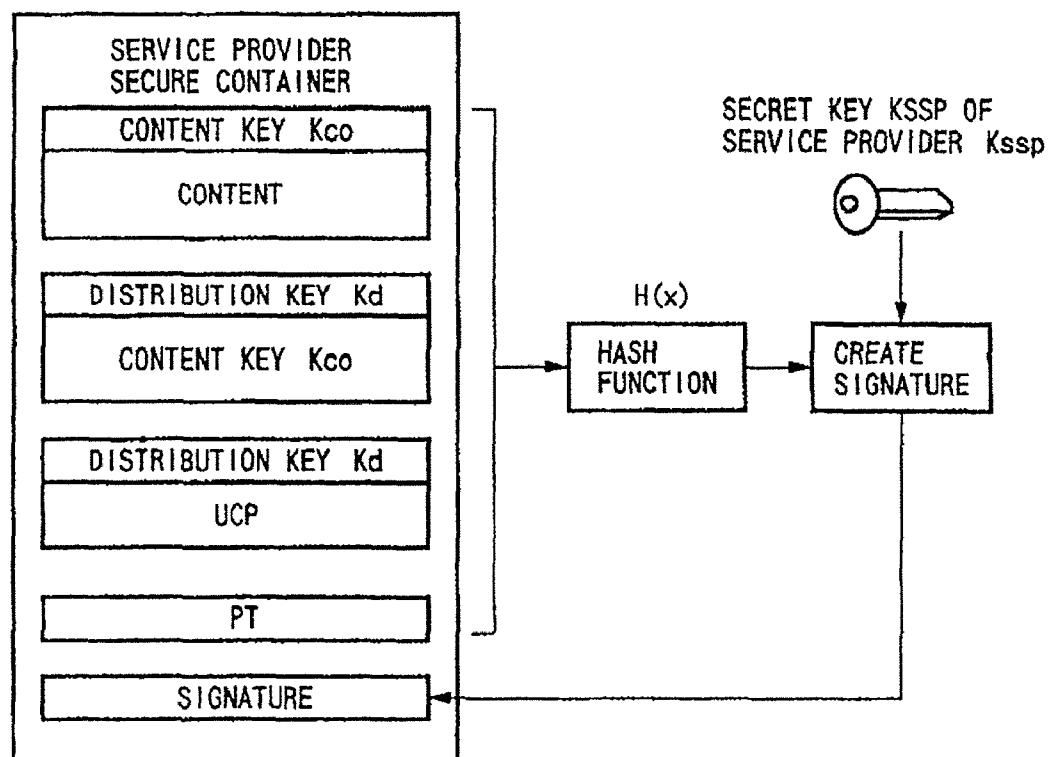 SERVICE PROVIDER
SECURE CONTAINER
CONTENT KEY Kco
CONTENT
DISTRIBUTION KEY Kd
CONTENT KEY Kco
DISTRIBUTION KEY Kd
UCP
PT
SIGNATURE
H(x)
HASH
FUNCTION
SECRET KEY KSSP OF
SERVICE PROVIDER Kssp
CREATE
SIGNATURE